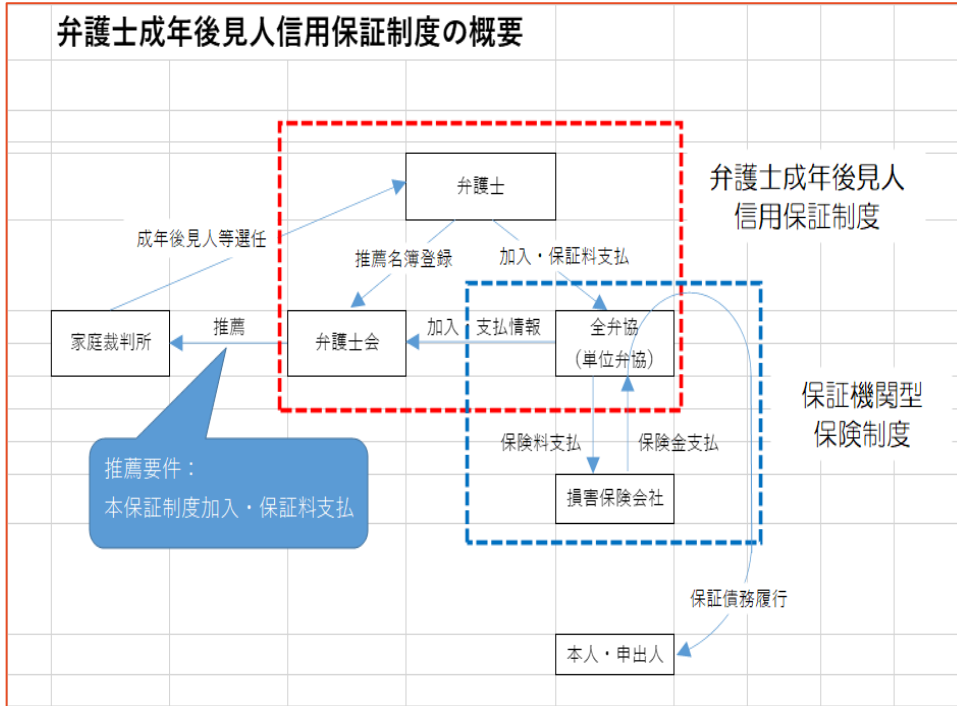 弁護士成年後見人信用保証制度の概要
弁護士
弁護士成年後見人
信用保証制度
成年後見人等選任
推薦名簿登録
加入・保証料支払
家庭裁判所
推薦
弁護士会
加入・支払情報
全弁協
（単位弁協）
保証機関型
保険制度
保険料支払
保険金支払
推薦要件：
本保証制度加入・保証料支払
損害保険会社
保証債務履行
本人・申出人